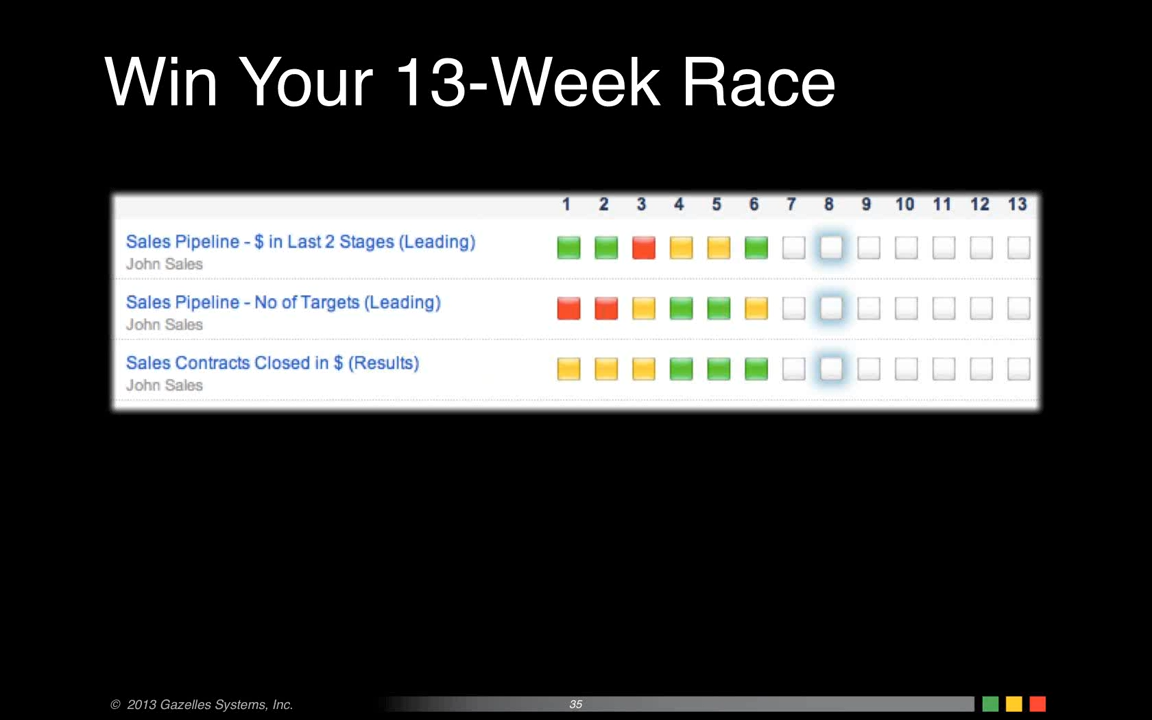 Win Your 13-Week Race
1 2 3 4 5 6 7 8 9 10 11 12 13
Sales Pipeline - $ in Last 2 Stages (Leading)
John Sales
Sales Pipeline - No of Targets (Leading)
John Sales
Sales Contracts Closed in $ (Results)
John Sales
© 2013 Gazelles Systems, Inc. 35